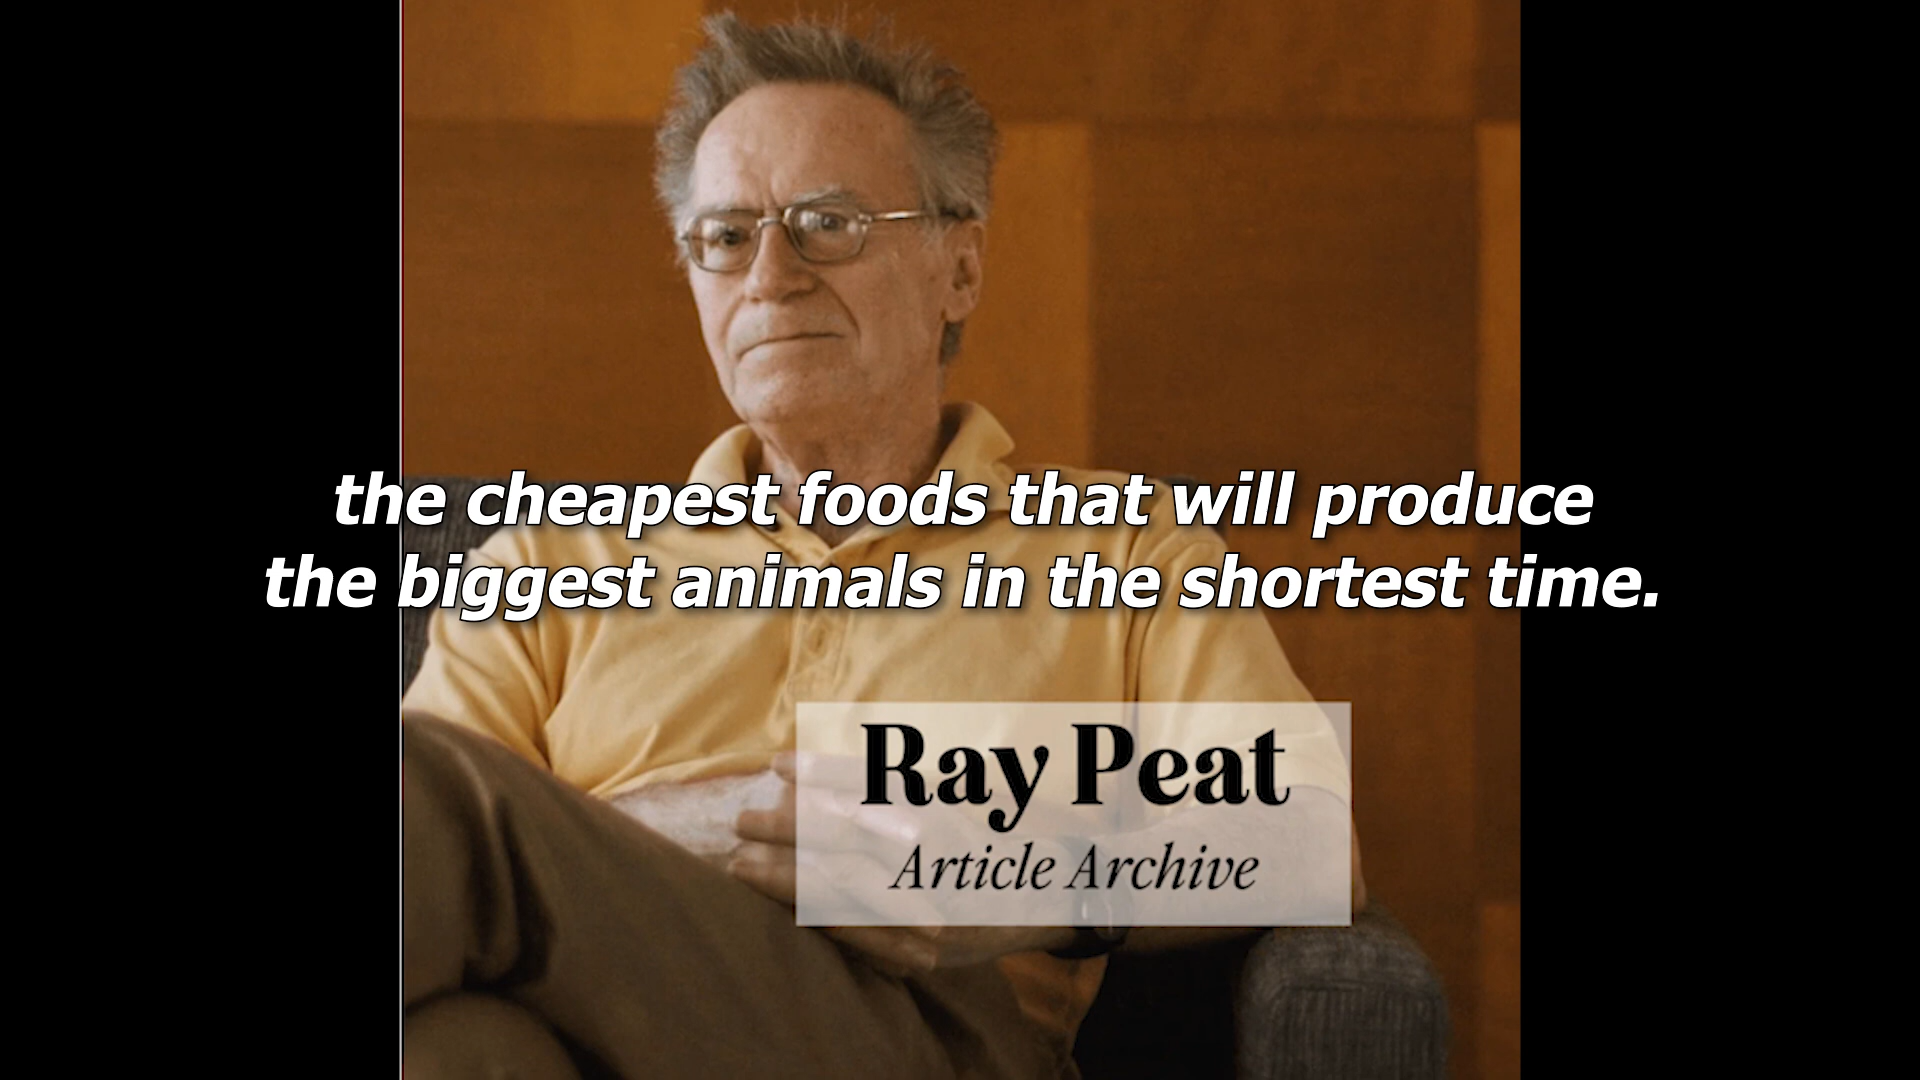 the cheapest foods that will produce
the biggest animals in the shortest time.
Ray Peat
Article Archive